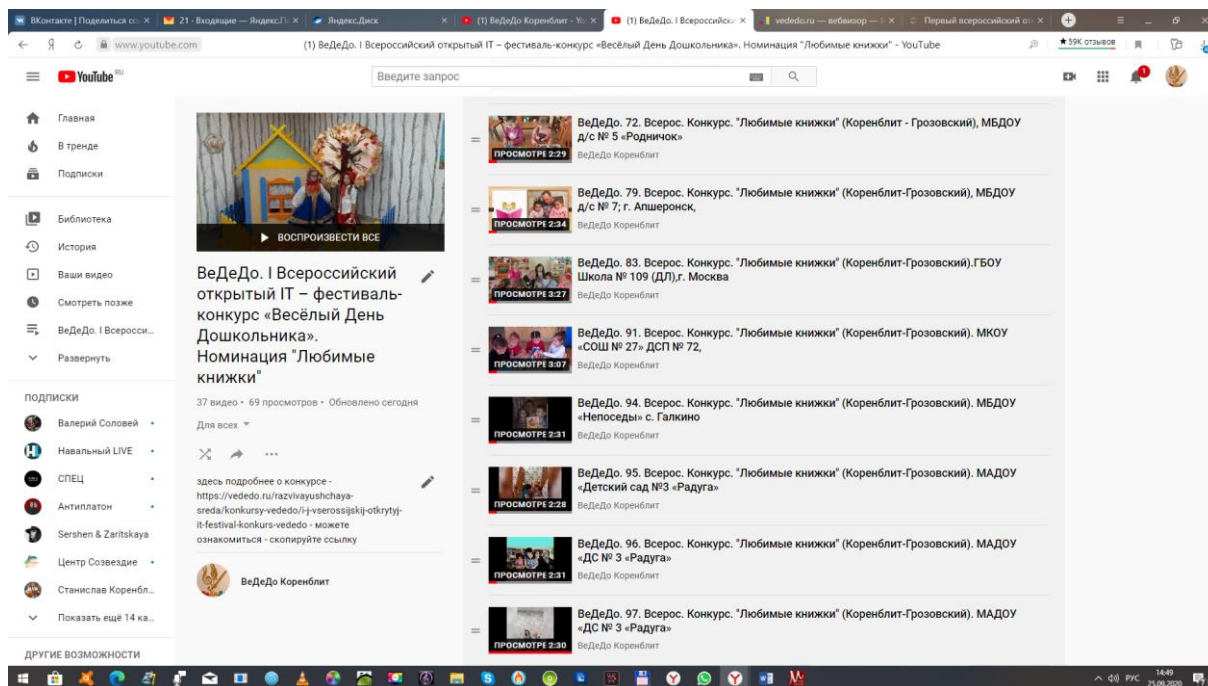 ВКонтакте | Поделиться сс
21 · Входящие — Яндекс.П
Яндекс.Диск
(1) ВеДеДо Коренблит - Yo
(1) ВеДеДо. I Всероссийски
vededo.ru — вебвизор — Я
Первый всероссийский от
www.youtube.com
(1) ВеДеДо. I Всероссийский открытый IT – фестиваль-конкурс «Весёлый День Дошкольника». Номинация "Любимые книжки" - YouTube
★ 59К отзывов
YouTube RU
Введите запрос
1
Главная
В тренде
Подписки
Библиотека
История
Ваши видео
Смотреть позже
ВеДеДо. I Всеросси...
Развернуть
ПОДПИСКИ
Валерий Соловей
Навальный LIVE
СПЕЦ
Антиплатон
Sershen & Zaritskaya
Центр Созвездие
Станислав Коренбл...
Показать ещё 14 ка...
ДРУГИЕ ВОЗМОЖНОСТИ
ВОСПРОИЗВЕСТИ ВСЕ
ВеДеДо. I Всероссийский
открытый IT – фестиваль-
конкурс «Весёлый День
Дошкольника».
Номинация "Любимые
книжки"
37 видео • 69 просмотров • Обновлено сегодня
Для всех
здесь подробнее о конкурсе -
https://vededo.ru/razvivayushchaya-
sreda/konkursy-vededo/i-j-vserossijskij-otkrytyj-
it-festival-konkurs-vededo - можете
ознакомиться - скопируйте ссылку
ВеДеДо Коренблит
ВеДеДо. 72. Всерос. Конкурс. "Любимые книжки" (Коренблит - Грозовский), МБДОУ
д/с № 5 «Родничок»
ПРОСМОТРЕ 2:29
ВеДеДо Коренблит
ВеДеДо. 79. Всерос. Конкурс. "Любимые книжки" (Коренблит-Грозовский), МБДОУ
д/с № 7; г. Апшеронск,
ПРОСМОТРЕ 2:34
ВеДеДо Коренблит
ВеДеДо. 83. Всерос. Конкурс. "Любимые книжки" (Коренблит-Грозовский).ГБОУ
Школа № 109 (ДЛ),г. Москва
ПРОСМОТРЕ 3:27
ВеДеДо Коренблит
ВеДеДо. 91. Всерос. Конкурс. "Любимые книжки" (Коренблит-Грозовский). МКОУ
«СОШ № 27» ДСП № 72,
ПРОСМОТРЕ 3:07
ВеДеДо Коренблит
ВеДеДо. 94. Всерос. Конкурс. "Любимые книжки" (Коренблит-Грозовский). МБДОУ
«Непоседы» с. Галкино
ПРОСМОТРЕ 2:31
ВеДеДо Коренблит
ВеДеДо. 95. Всерос. Конкурс. "Любимые книжки" (Коренблит-Грозовский). МАДОУ
«Детский сад №3 «Радуга»
ПРОСМОТРЕ 2:28
ВеДеДо Коренблит
ВеДеДо. 96. Всерос. Конкурс. "Любимые книжки" (Коренблит-Грозовский). МАДОУ
«ДС № 3 «Радуга»
ПРОСМОТРЕ 2:31
ВеДеДо Коренблит
ВеДеДо. 97. Всерос. Конкурс. "Любимые книжки" (Коренблит-Грозовский). МАДОУ
«ДС № 3 «Радуга»
ПРОСМОТРЕ 2:30
ВеДеДо Коренблит
РУС
14:49
25.09.2020